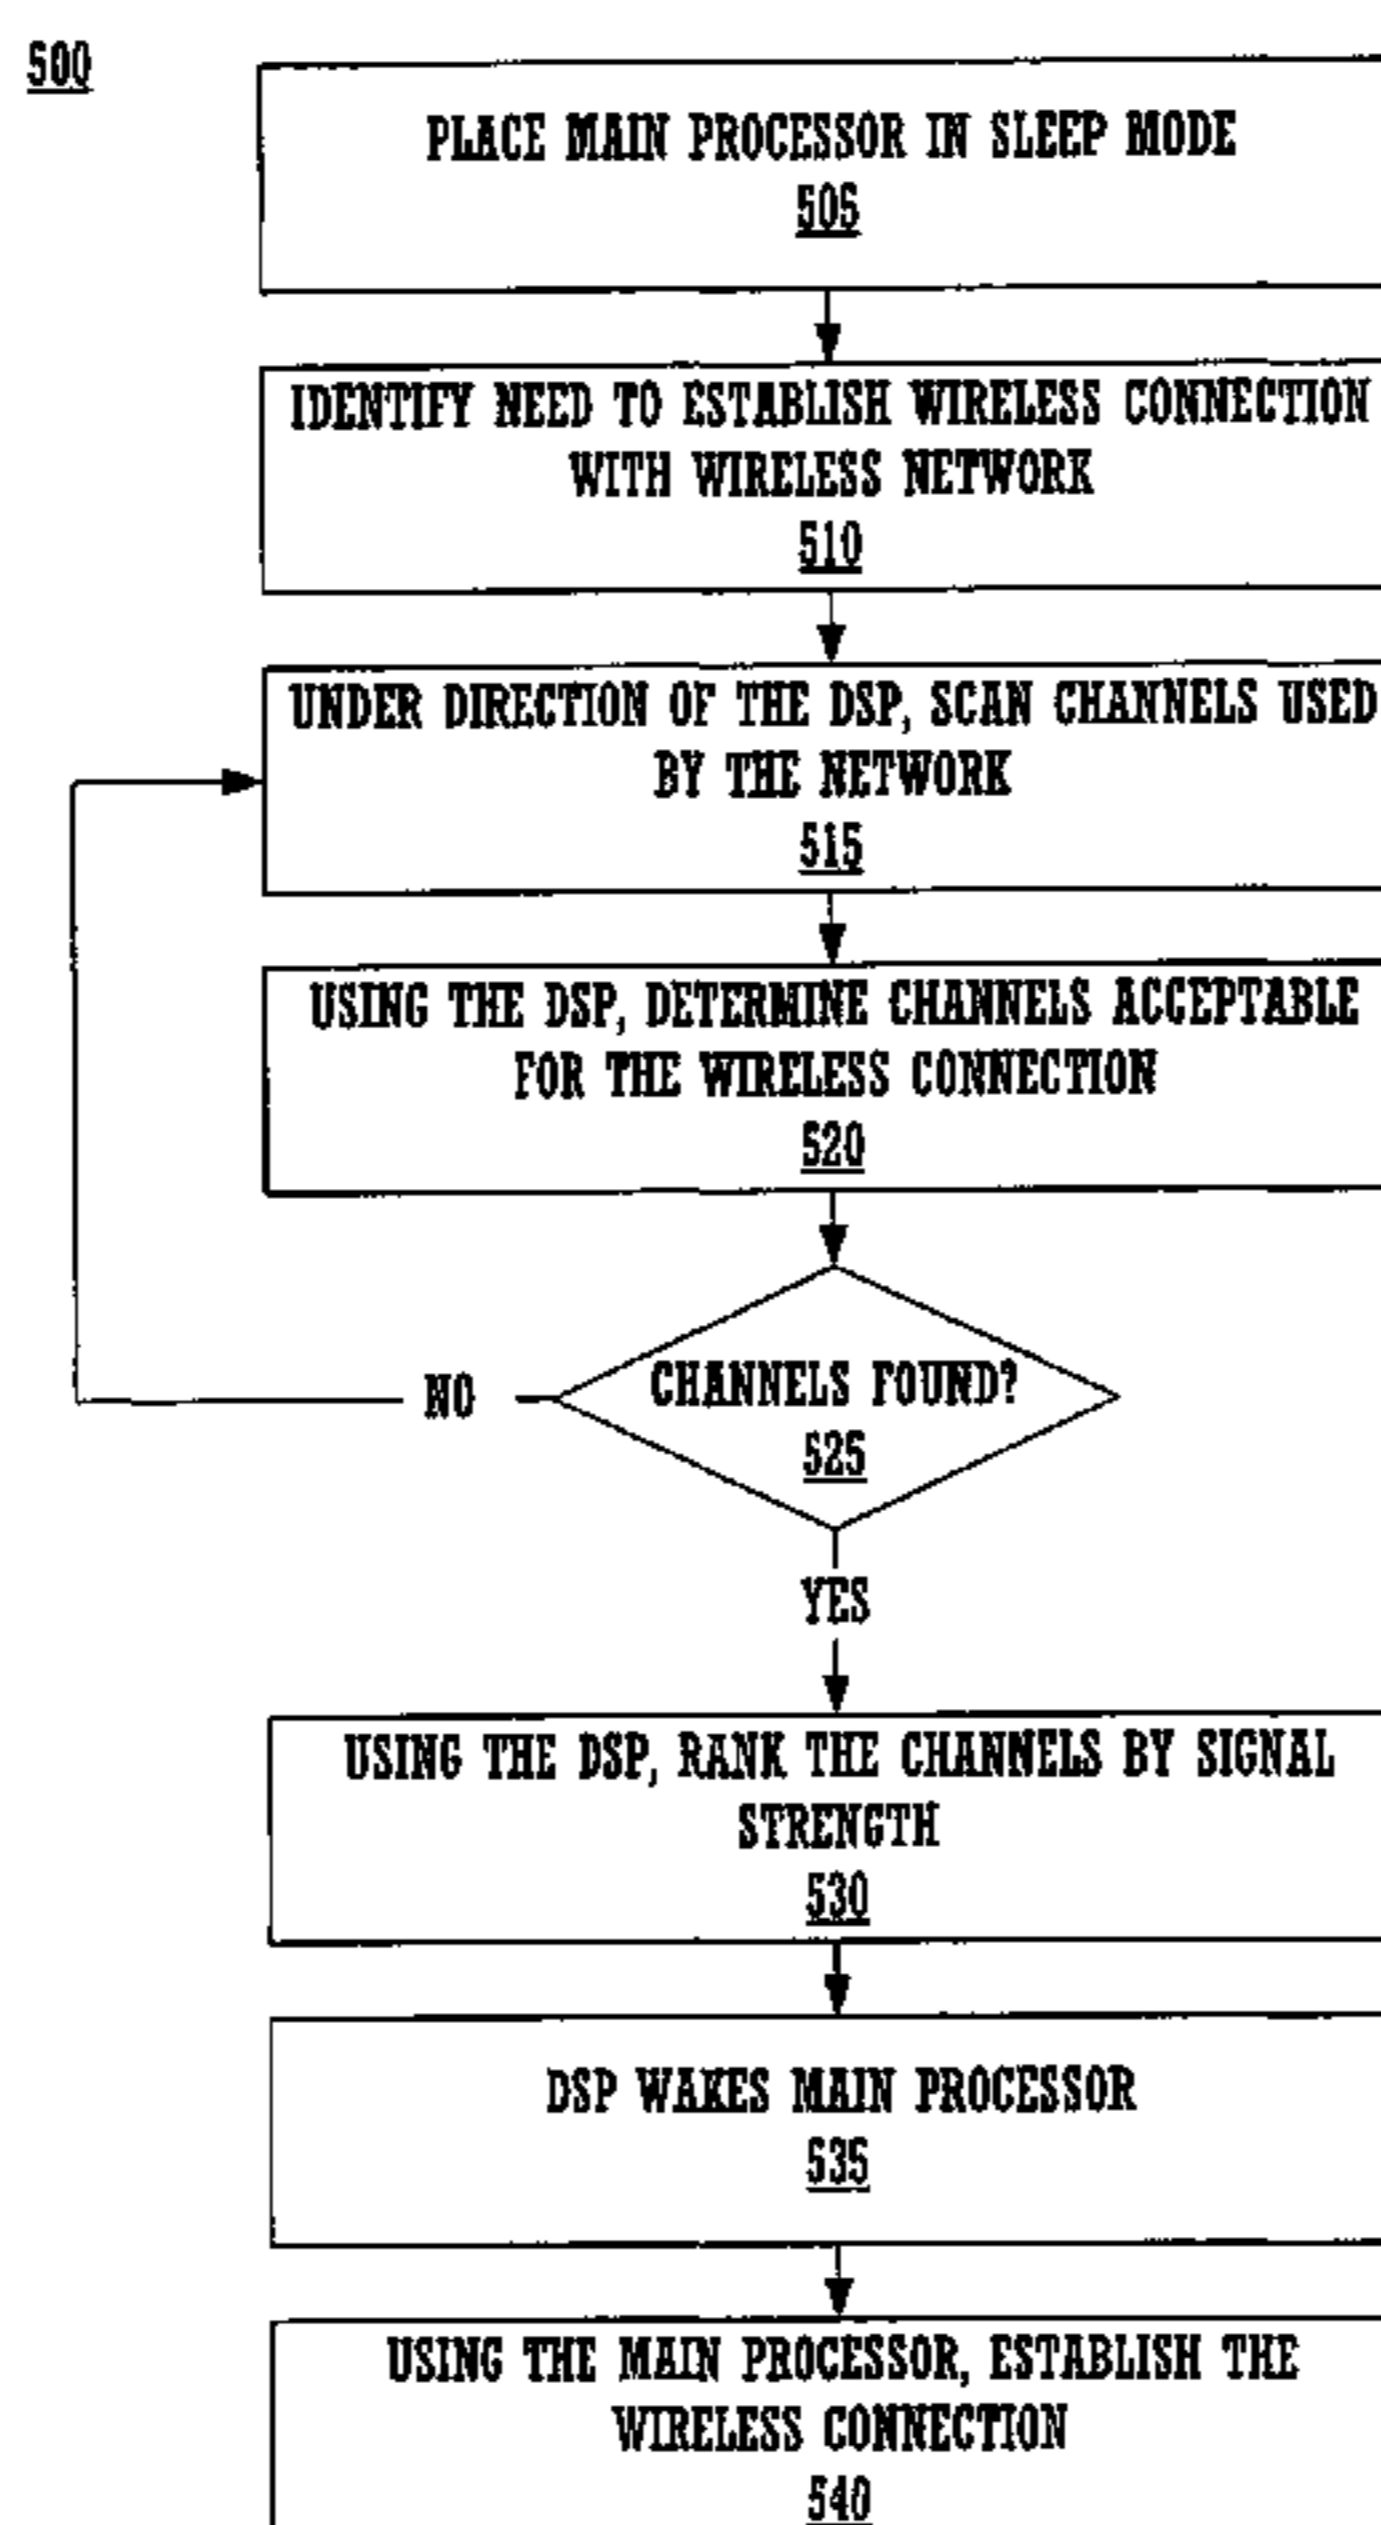 500
PLACE MAIN PROCESSOR IN SLEEP MODE
505
IDENTIFY NEED TO ESTABLISH WIRELESS CONNECTION
WITH WIRELESS NETWORK
510
UNDER DIRECTION OF THE DSP, SCAN CHANNELS USED
BY THE NETWORK
515
USING THE DSP, DETERMINE CHANNELS ACCEPTABLE
FOR THE WIRELESS CONNECTION
520
CHANNELS FOUND?
525
NO
YES
USING THE DSP, RANK THE CHANNELS BY SIGNAL
STRENGTH
530
DSP WAKES MAIN PROCESSOR
535
USING THE MAIN PROCESSOR, ESTABLISH THE
WIRELESS CONNECTION
540